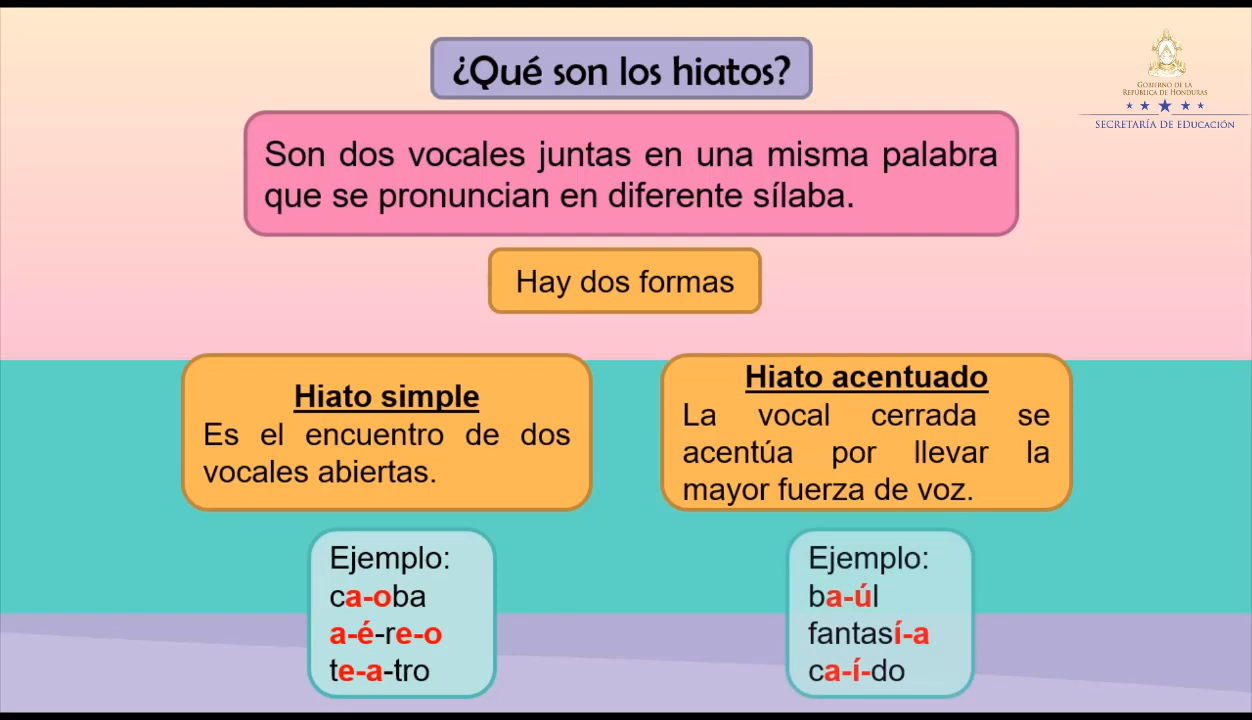 ¿Qué son los hiatos?
GOBIERNO DE LA
REPÚBLICA DE HONDURAS
SECRETARÍA DE EDUCACIÓN
Son dos vocales juntas en una misma palabra
que se pronuncian en diferente sílaba.
Hay dos formas
Hiato simple
Es el encuentro de dos
vocales abiertas.
Hiato acentuado
La vocal cerrada se
acentúa por llevar la
mayor fuerza de voz.
Ejemplo:
ca-oba
a-é-re-o
te-a-tro
Ejemplo:
ba-úl
fantasí-a
ca-í-do